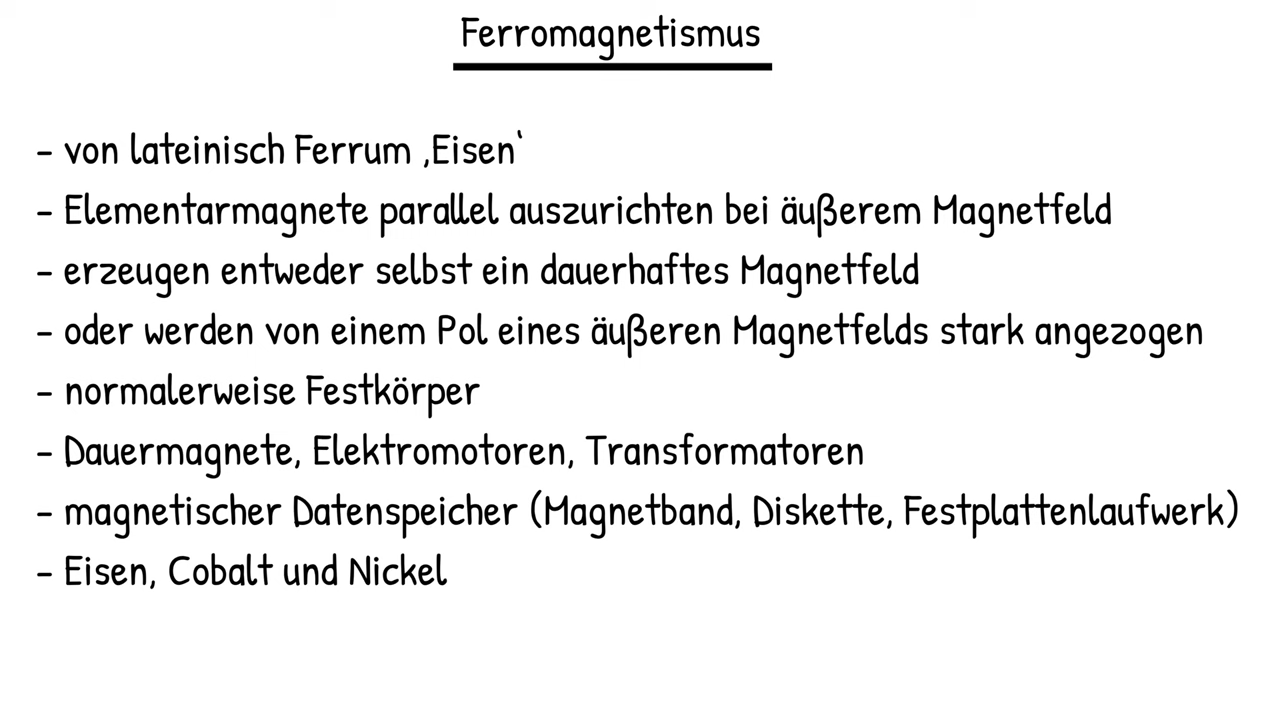 Ferromagnetismus
- von lateinisch Ferrum ‚Eisen‘
- Elementarmagnete parallel auszurichten bei äußerem Magnetfeld
- erzeugen entweder selbst ein dauerhaftes Magnetfeld
- oder werden von einem Pol eines äußeren Magnetfelds stark angezogen
- normalerweise Festkörper
- Dauermagnete, Elektromotoren, Transformatoren
- magnetischer Datenspeicher (Magnetband, Diskette, Festplattenlaufwerk)
- Eisen, Cobalt und Nickel